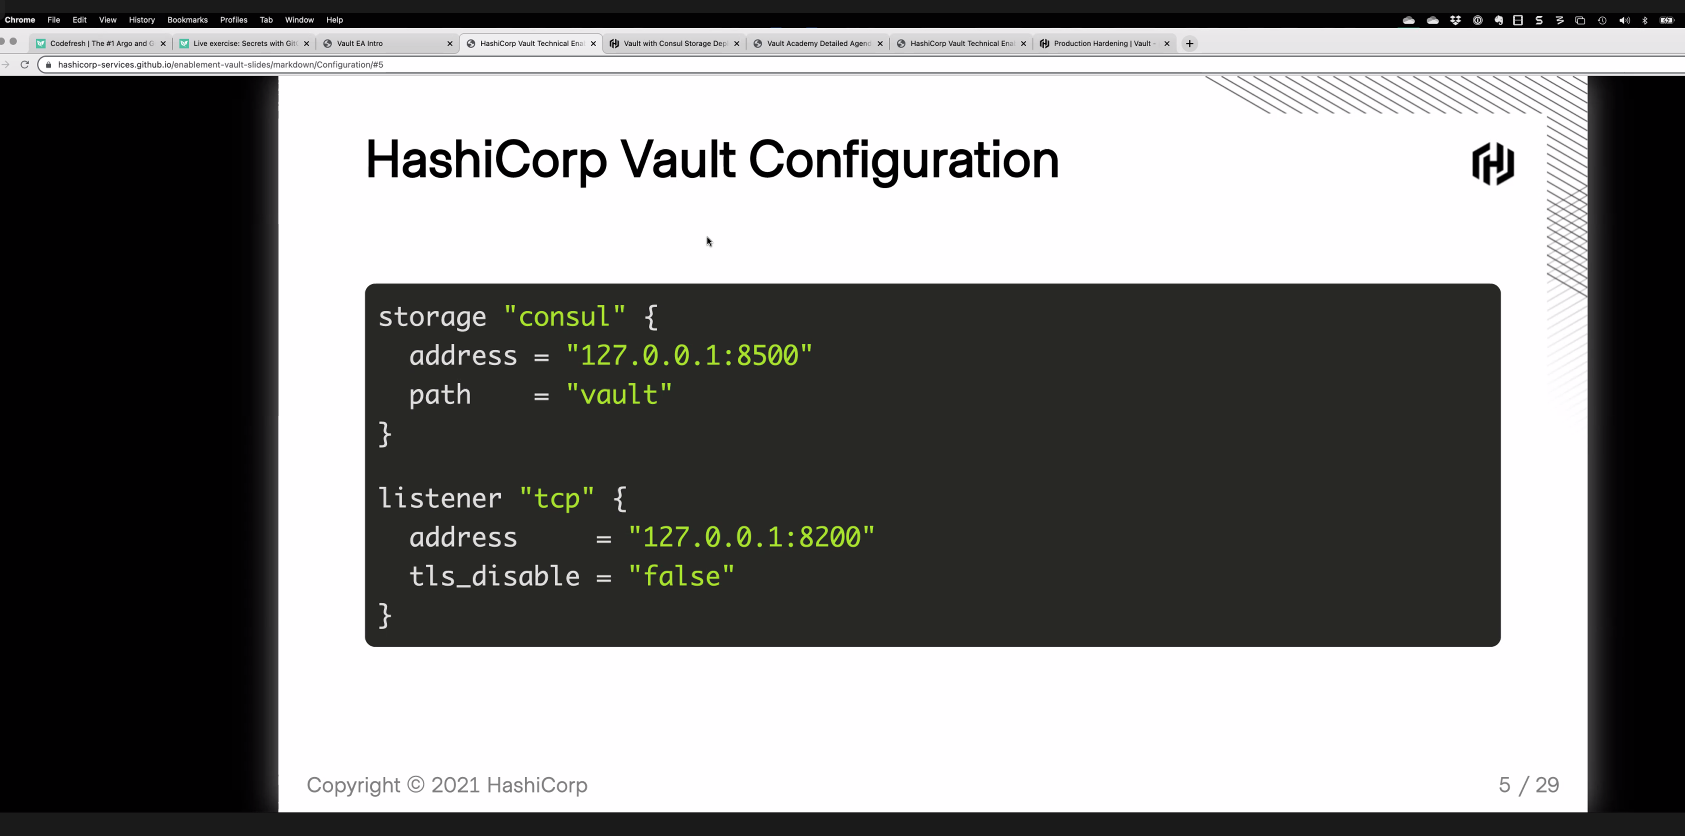 Chrome File Edit View History Bookmarks Profiles Tab Window Help
Codefresh | The #1 Argo and G Live exercise: Secrets with Git Vault EA Intro HashiCorp Vault Technical Ena Vault with Consul Storage Dep Vault Academy Detailed Agend HashiCorp Vault Technical Ena Production Hardening | Vault -
hashicorp-services.github.io/enablement-vault-slides/markdown/Configuration/#5
HashiCorp Vault Configuration
storage "consul" {
  address = "127.0.0.1:8500"
  path    = "vault"
}
listener "tcp" {
  address     = "127.0.0.1:8200"
  tls_disable = "false"
}
Copyright © 2021 HashiCorp
5 / 29